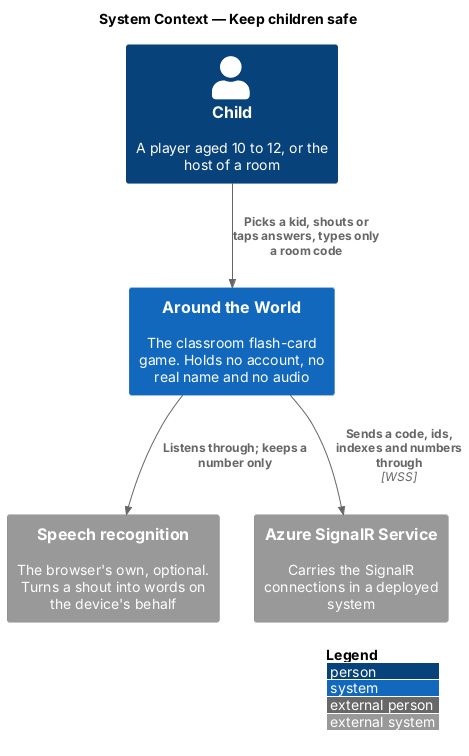 System Context — Keep children safe
Child
A player aged 10 to 12, or the
host of a room
Picks a kid, shouts or
taps answers, types only
a room code
Around the World
The classroom flash-card
game. Holds no account, no
real name and no audio
Listens through; keeps a
number only
Sends a code, ids,
indexes and numbers
through
[WSS]
Speech recognition
The browser's own, optional.
Turns a shout into words on
the device's behalf
Azure SignalR Service
Carries the SignalR
connections in a deployed
system
Legend
person
system
external person
external system